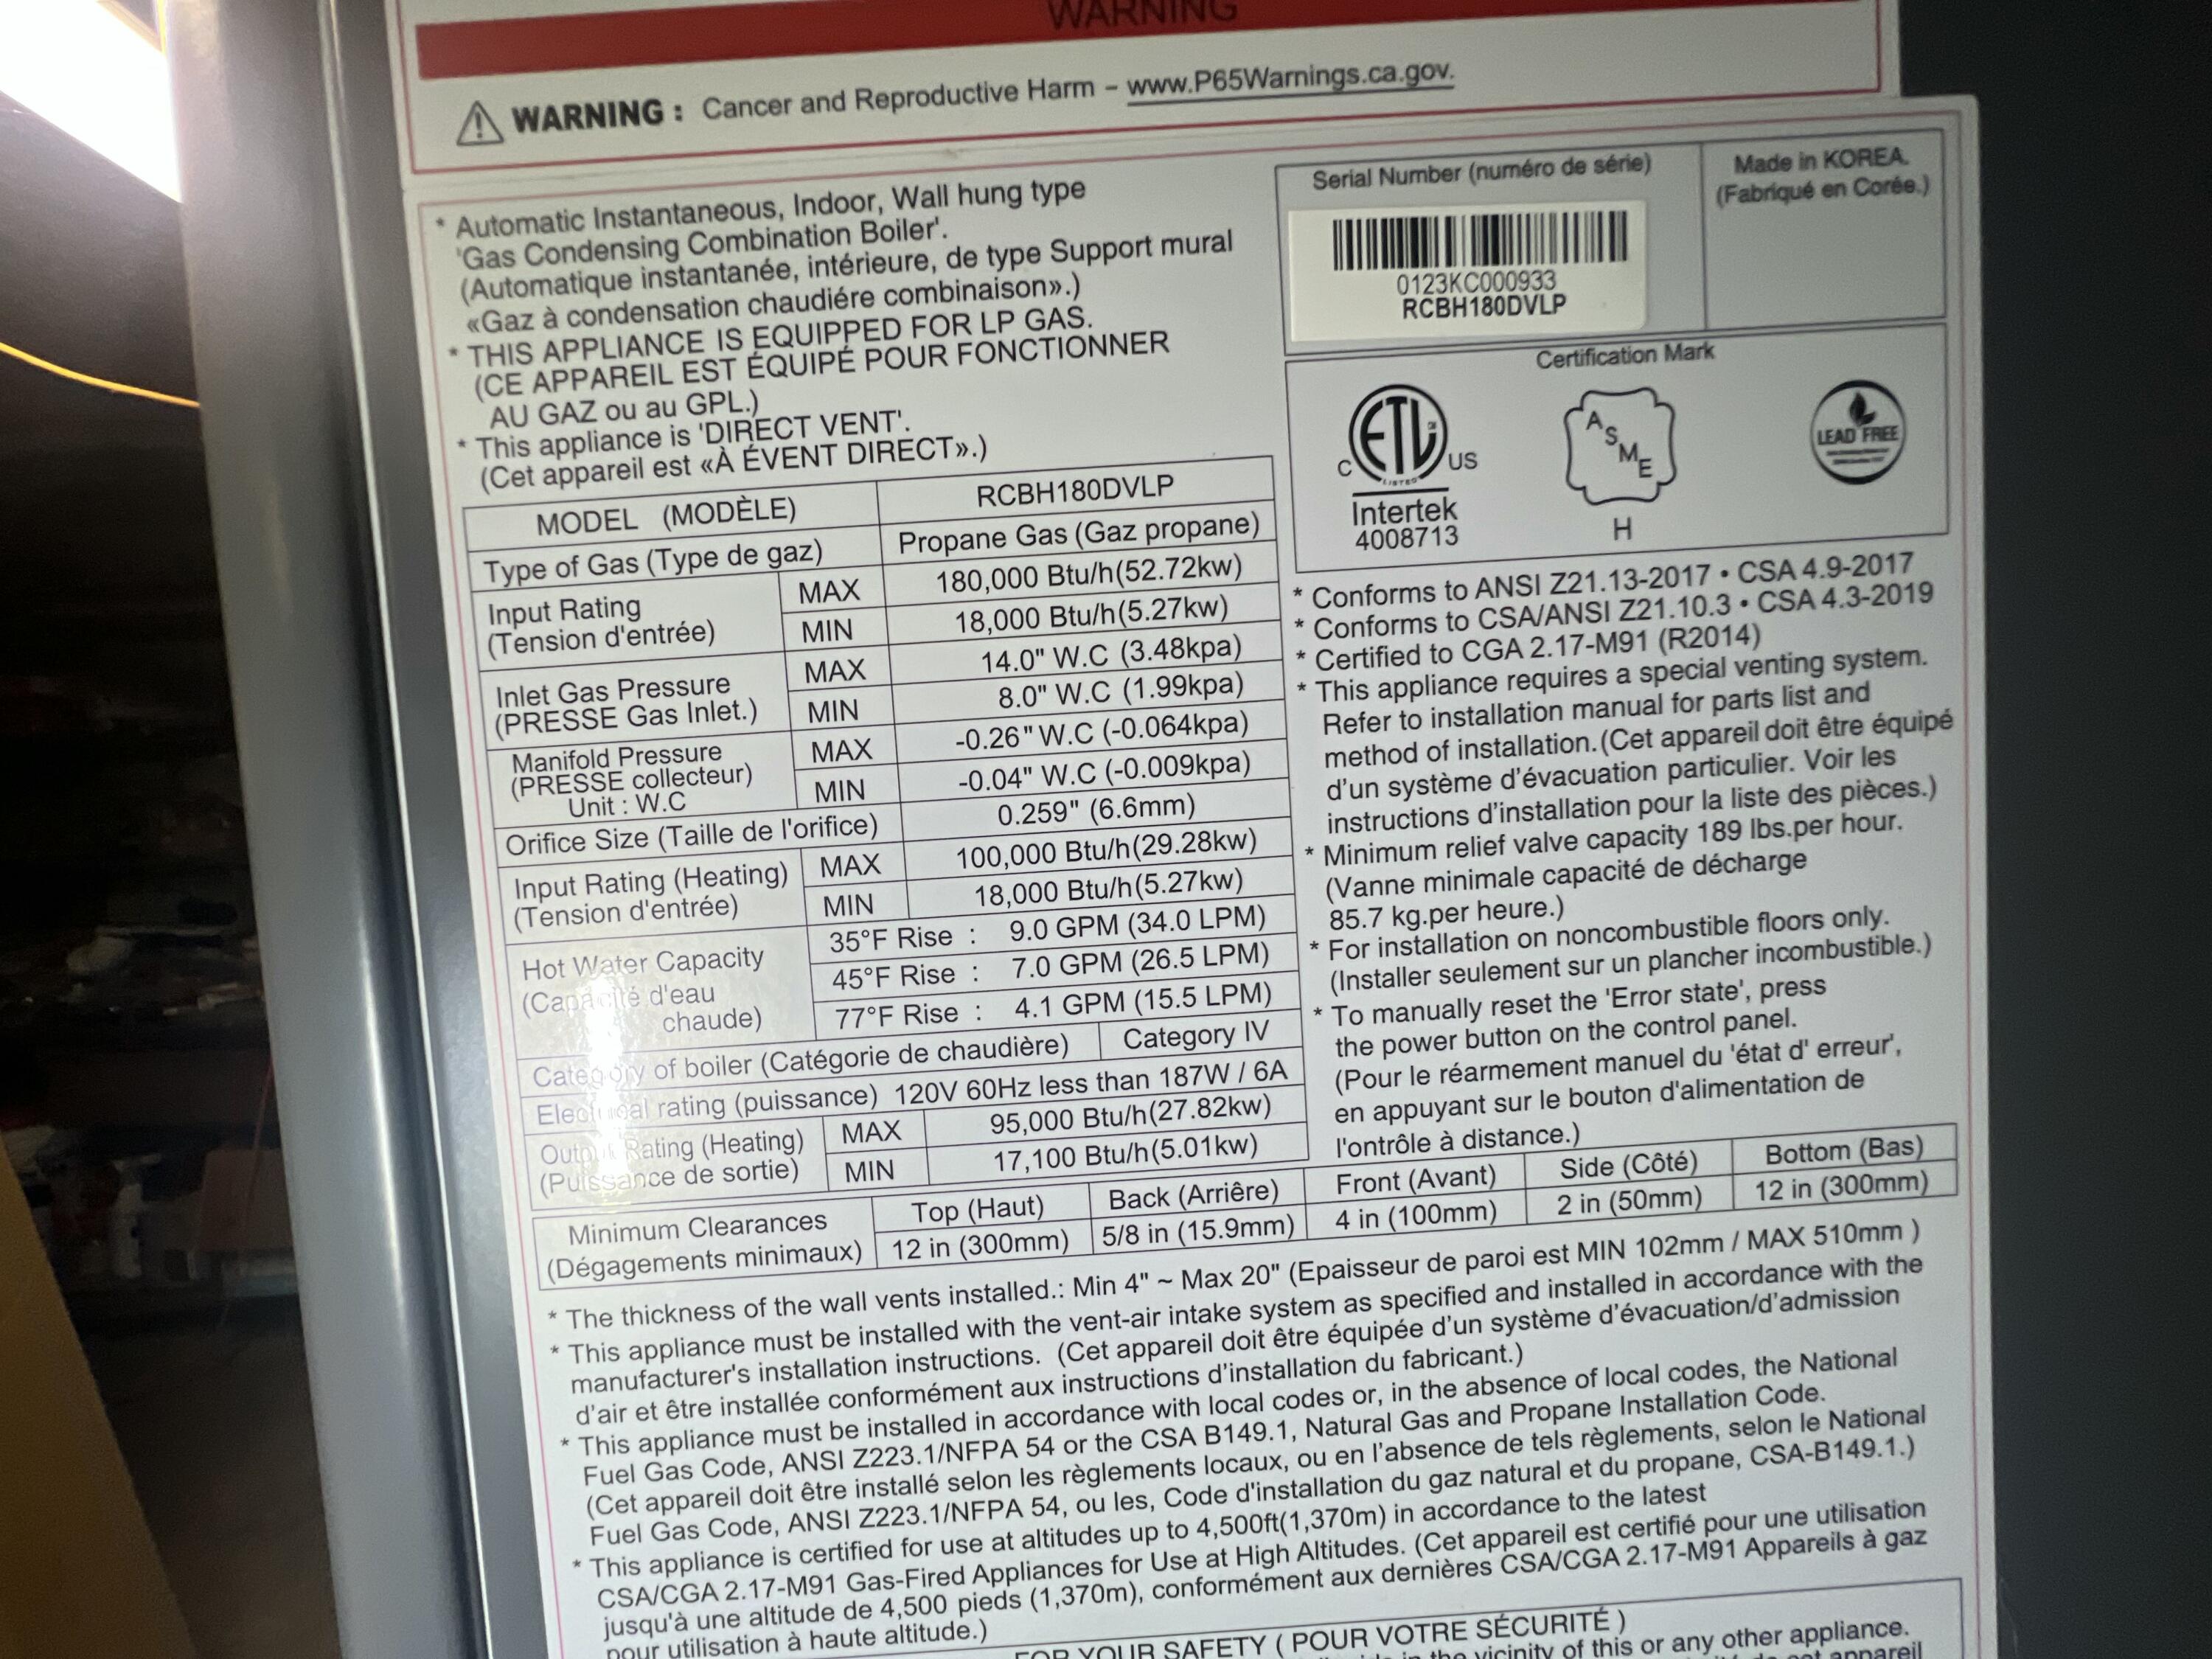 WARNING
WARNING : Cancer and Reproductive Harm – www.P65Warnings.ca.gov.
* Automatic Instantaneous, Indoor, Wall hung type
'Gas Condensing Combination Boiler'.
(Automatique instantanée, intérieure, de type Support mural
«Gaz à condensation chaudiére combinaison».)
* THIS APPLIANCE IS EQUIPPED FOR LP GAS.
(CE APPAREIL EST ÉQUIPÉ POUR FONCTIONNER
AU GAZ ou au GPL.)
* This appliance is 'DIRECT VENT'.
(Cet appareil est «À ÉVENT DIRECT».)
Serial Number (numéro de série)
0123KC000933
RCBH180DVLP
Made in KOREA.
(Fabriqué en Corée.)
Certification Mark
ETL
C US
LISTED
Intertek
4008713
ASME
H
LEAD FREE
MODEL (MODÈLE) RCBH180DVLP
Type of Gas (Type de gaz) Propane Gas (Gaz propane)
Input Rating
(Tension d'entrée)
MAX 180,000 Btu/h(52.72kw)
MIN 18,000 Btu/h(5.27kw)
Inlet Gas Pressure
(PRESSE Gas Inlet.)
MAX 14.0" W.C (3.48kpa)
MIN 8.0" W.C (1.99kpa)
Manifold Pressure
(PRESSE collecteur)
Unit : W.C
MAX -0.26" W.C (-0.064kpa)
MIN -0.04" W.C (-0.009kpa)
Orifice Size (Taille de l'orifice) 0.259" (6.6mm)
Input Rating (Heating)
(Tension d'entrée)
MAX 100,000 Btu/h(29.28kw)
MIN 18,000 Btu/h(5.27kw)
Hot Water Capacity
(Capacité d'eau
chaude)
35°F Rise : 9.0 GPM (34.0 LPM)
45°F Rise : 7.0 GPM (26.5 LPM)
77°F Rise : 4.1 GPM (15.5 LPM)
Category of boiler (Catégorie de chaudière) Category IV
Electrical rating (puissance) 120V 60Hz less than 187W / 6A
Output Rating (Heating)
(Puissance de sortie)
MAX 95,000 Btu/h(27.82kw)
MIN 17,100 Btu/h(5.01kw)
* Conforms to ANSI Z21.13-2017 • CSA 4.9-2017
* Conforms to CSA/ANSI Z21.10.3 • CSA 4.3-2019
* Certified to CGA 2.17-M91 (R2014)
* This appliance requires a special venting system.
Refer to installation manual for parts list and
method of installation.(Cet appareil doit être équipé
d'un système d'évacuation particulier. Voir les
instructions d'installation pour la liste des pièces.)
* Minimum relief valve capacity 189 lbs.per hour.
(Vanne minimale capacité de décharge
85.7 kg.per heure.)
* For installation on noncombustible floors only.
(Installer seulement sur un plancher incombustible.)
* To manually reset the 'Error state', press
the power button on the control panel.
(Pour le réarmement manuel du 'état d' erreur',
en appuyant sur le bouton d'alimentation de
l'ontrôle à distance.)
Minimum Clearances
(Dégagements minimaux)
Top (Haut) Back (Arriêre) Front (Avant) Side (Côté) Bottom (Bas)
12 in (300mm) 5/8 in (15.9mm) 4 in (100mm) 2 in (50mm) 12 in (300mm)
* The thickness of the wall vents installed.: Min 4" ~ Max 20" (Epaisseur de paroi est MIN 102mm / MAX 510mm )
* This appliance must be installed with the vent-air intake system as specified and installed in accordance with the
manufacturer's installation instructions. (Cet appareil doit être équipée d'un système d'évacuation/d'admission
d'air et être installée conformément aux instructions d'installation du fabricant.)
* This appliance must be installed in accordance with local codes or, in the absence of local codes, the National
Fuel Gas Code, ANSI Z223.1/NFPA 54 or the CSA B149.1, Natural Gas and Propane Installation Code.
(Cet appareil doit être installé selon les règlements locaux, ou en l'absence de tels règlements, selon le National
Fuel Gas Code, ANSI Z223.1/NFPA 54, ou les, Code d'installation du gaz natural et du propane, CSA-B149.1.)
* This appliance is certified for use at altitudes up to 4,500ft(1,370m) in accordance to the latest
CSA/CGA 2.17-M91 Gas-Fired Appliances for Use at High Altitudes. (Cet appareil est certifié pour une utilisation
jusqu'à une altitude de 4,500 pieds (1,370m), conformément aux dernières CSA/CGA 2.17-M91 Appareils à gaz
pour utilisation à haute altitude.)
FOR YOUR SAFETY ( POUR VOTRE SÉCURITÉ )
in the vicinity of this or any other appliance.
appareil